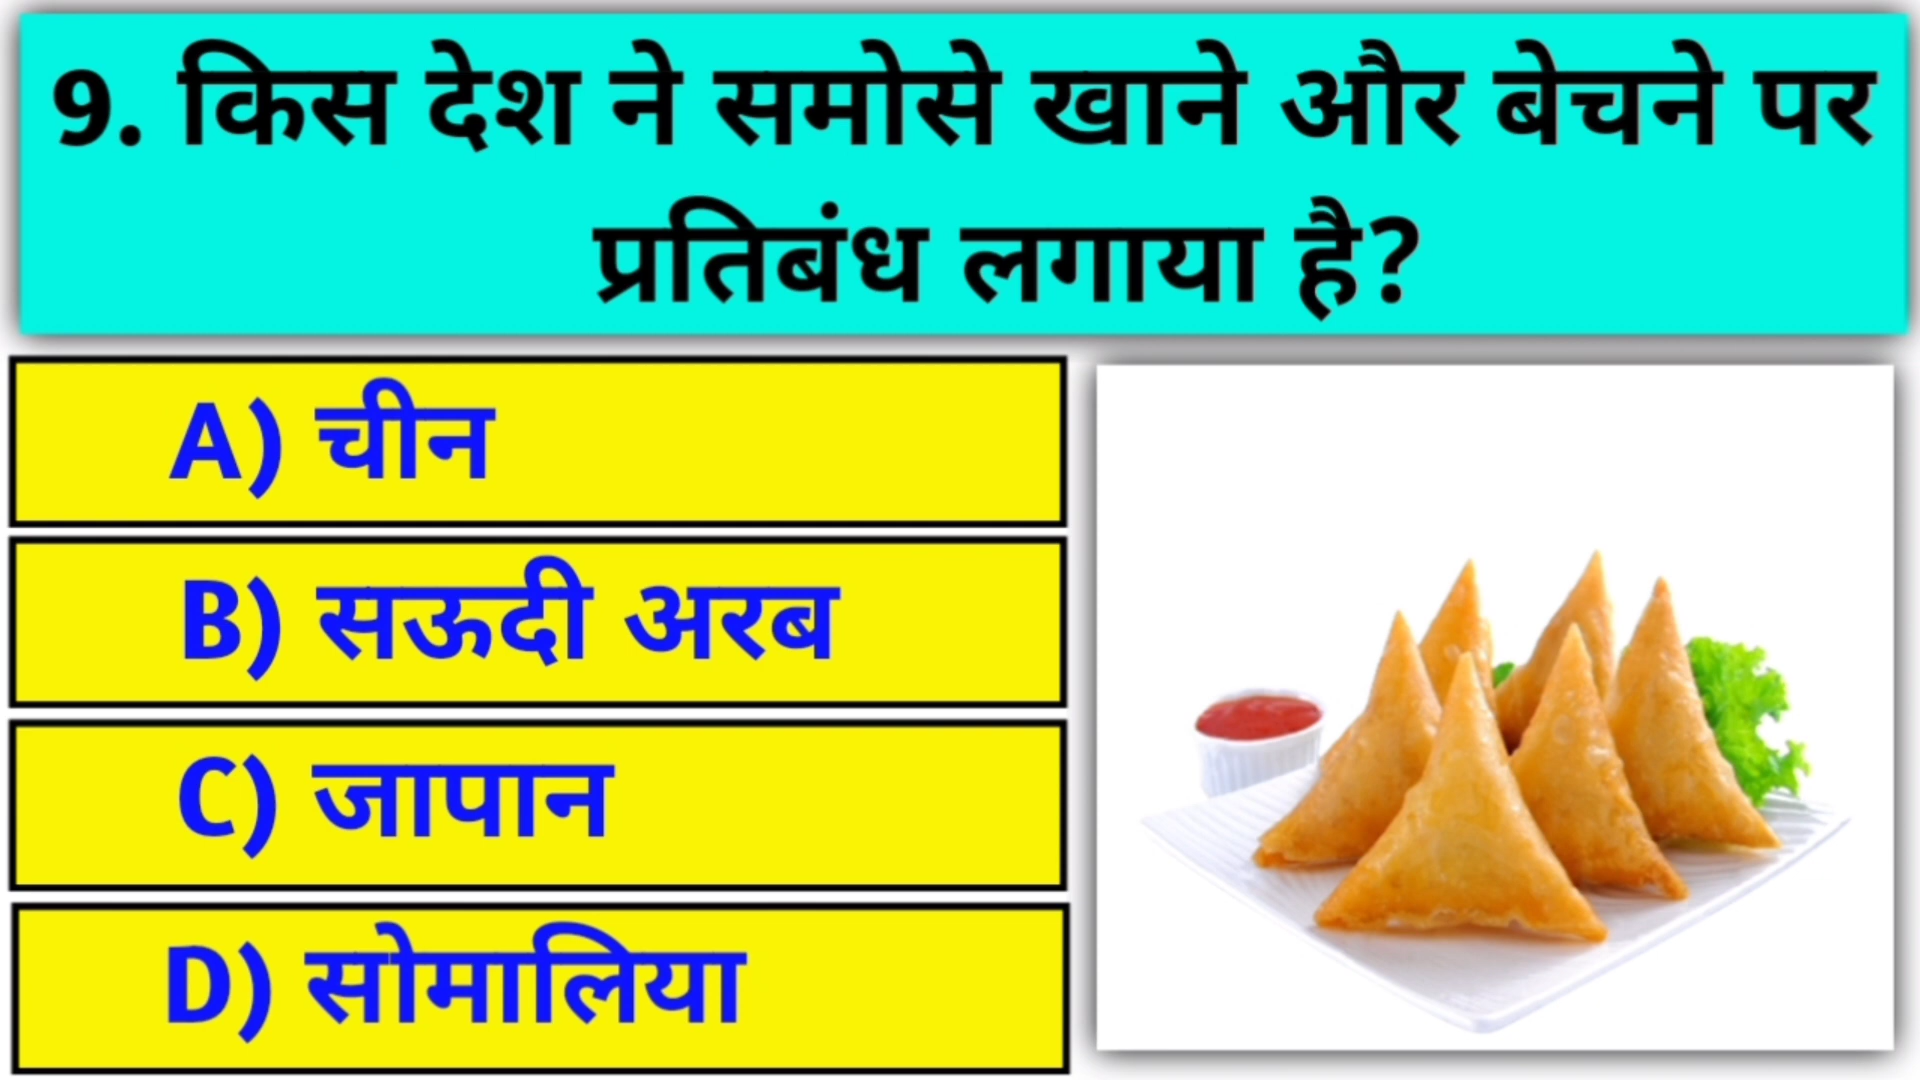 9. किस देश ने समोसे खाने और बेचने पर
प्रतिबंध लगाया है?
A) चीन
B) सऊदी अरब
C) जापान
D) सोमालिया